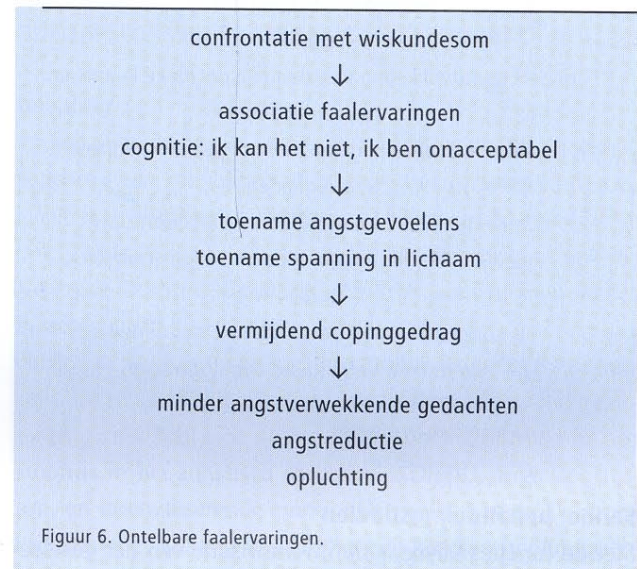 confrontatie met wiskundesom
↓
associatie faalervaringen
cognitie: ik kan het niet, ik ben onacceptabel
↓
toename angstgevoelens
toename spanning in lichaam
↓
vermijdend copinggedrag
↓
minder angstverwekkende gedachten
angstreductie
opluchting
Figuur 6. Ontelbare faalervaringen.